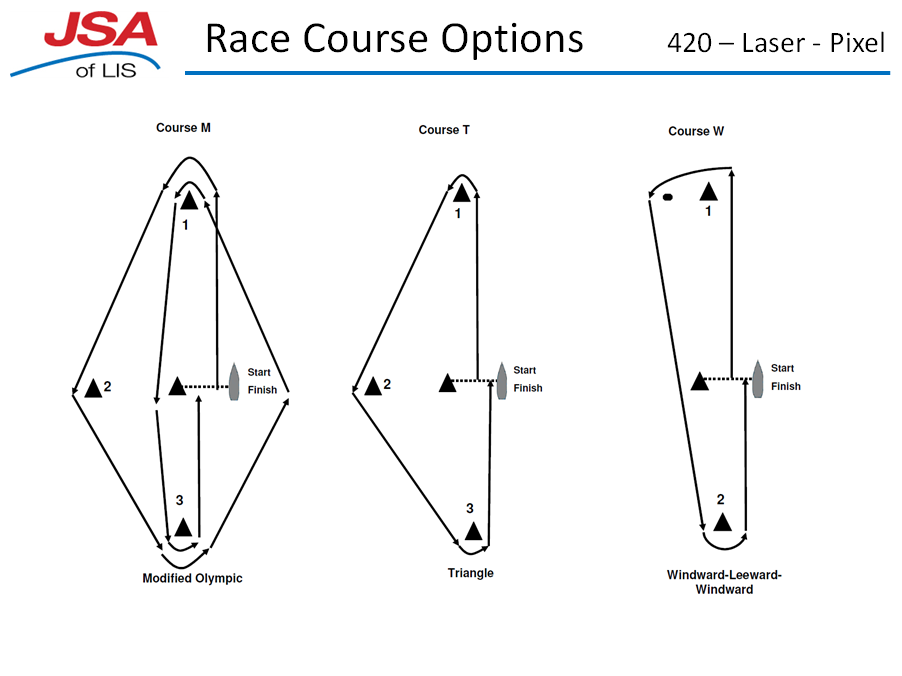 JSA
of LIS
Race Course Options
420 – Laser - Pixel
Course M
1
2
Start
Finish
3
Modified Olympic
Course T
1
2
Start
Finish
3
Triangle
Course W
1
Start
Finish
2
Windward-Leeward-
Windward